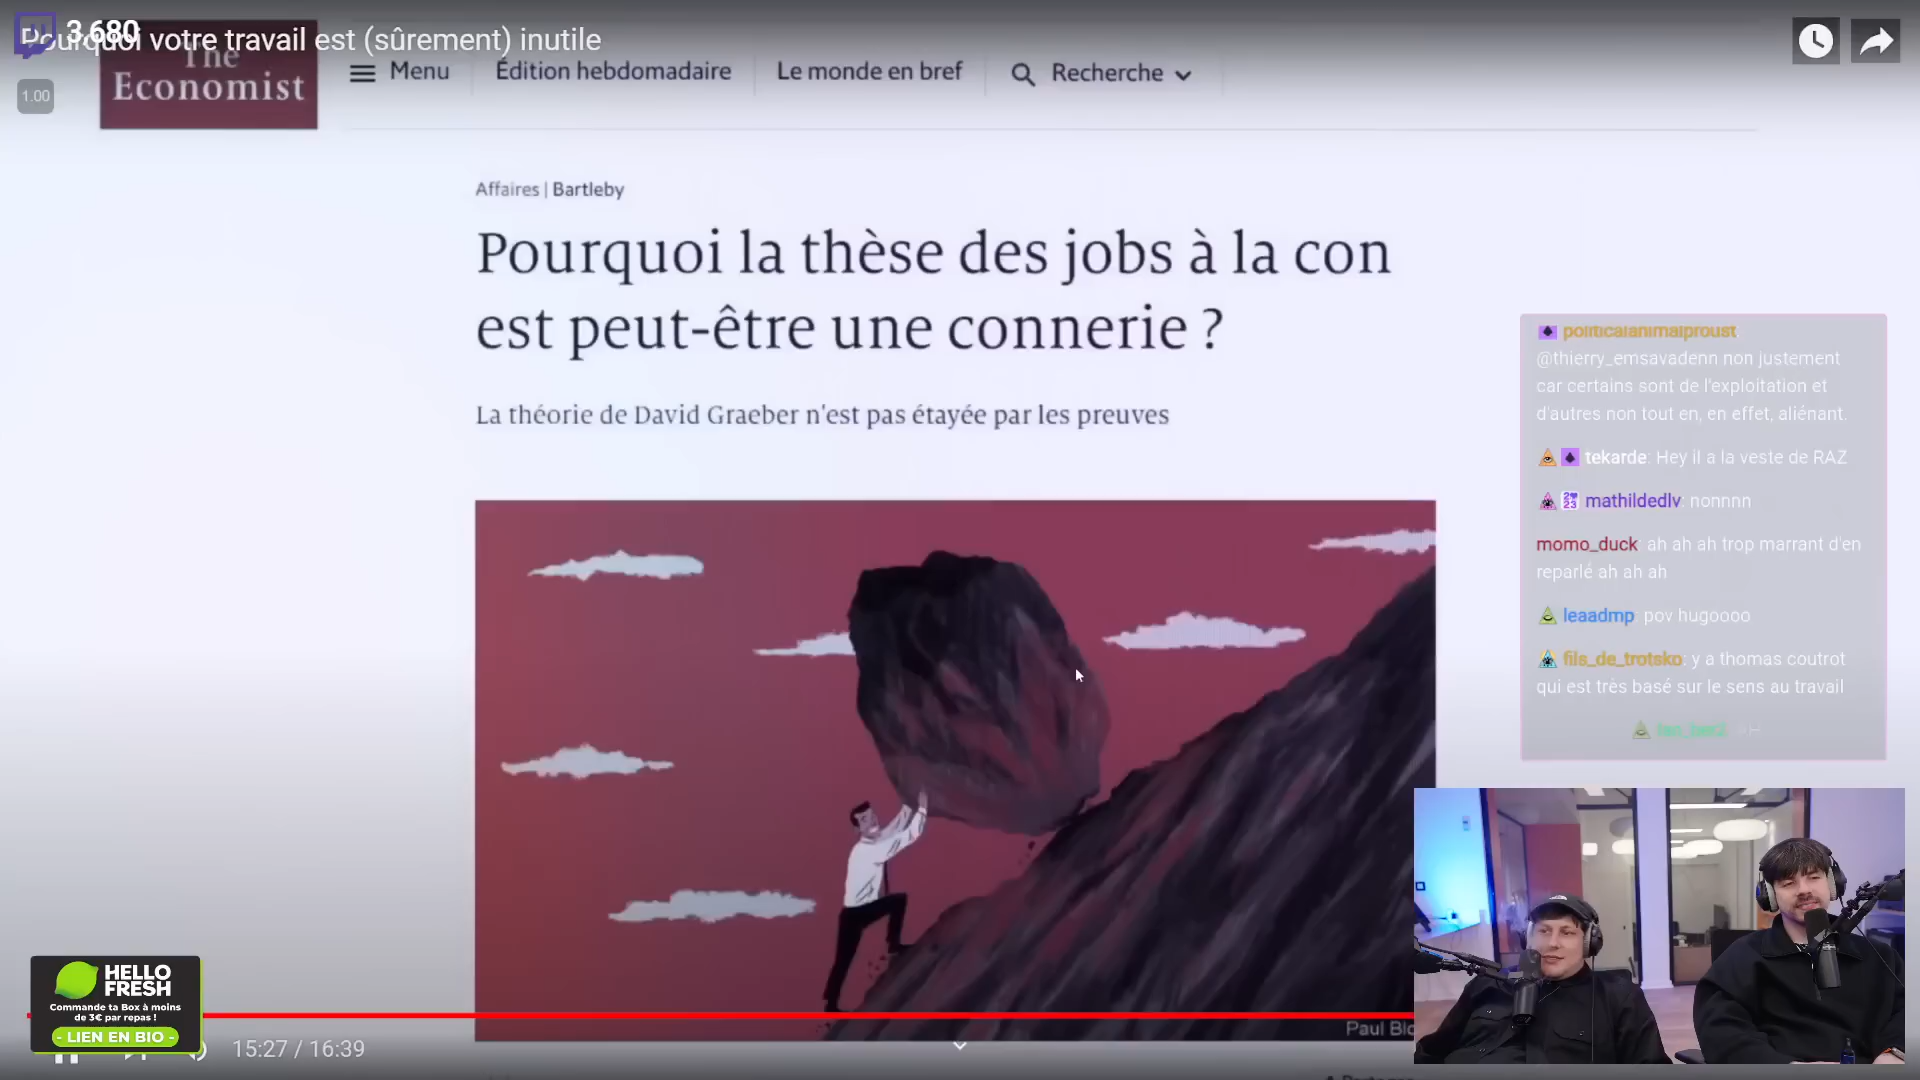 3,680
Pourquoi votre travail est (sûrement) inutile
1.00
The
Economist
Menu
Édition hebdomadaire
Le monde en bref
Recherche
Affaires | Bartleby
Pourquoi la thèse des jobs à la con
est peut-être une connerie ?
La théorie de David Graeber n'est pas étayée par les preuves
politicalanimalproust
@thierry_emsavadenn non justement
car certains sont de l'exploitation et
d'autres non tout en, en effet, aliénant.
tekarde: Hey il a la veste de RAZ
mathildedlv: nonnnn
momo_duck: ah ah ah trop marrant d'en
reparlé ah ah ah
leaadmp: pov hugoooo
fils_de_trotsko: y a thomas coutrot
qui est très basé sur le sens au travail
HELLO
FRESH
Commande ta Box à moins
de 3€ par repas !
- LIEN EN BIO -
15:27 / 16:39
Paul